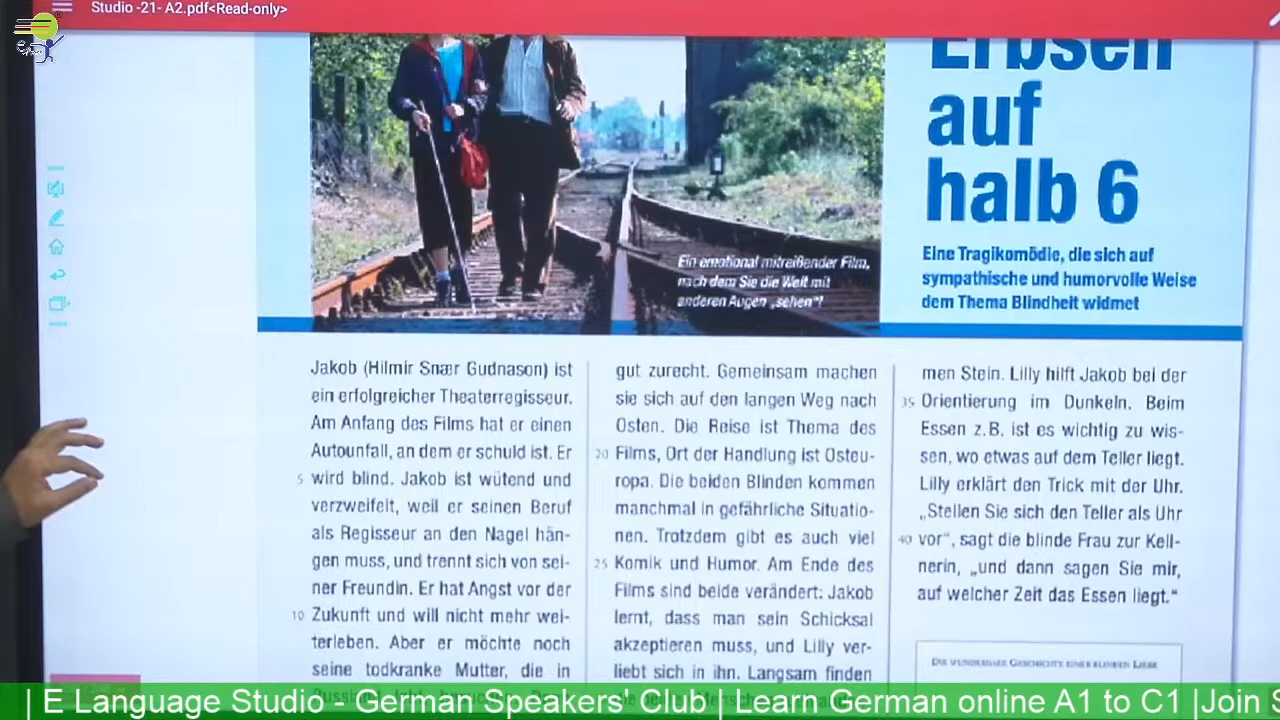 Studio -21- A2.pdf<Read-only>
Erbsen
auf
halb 6
Ein emotional mitreißender Film,
nach dem Sie die Welt mit
anderen Augen „sehen“!
Eine Tragikomödie, die sich auf
sympathische und humorvolle Weise
dem Thema Blindheit widmet
Jakob (Hilmir Snær Gudnason) ist
ein erfolgreicher Theaterregisseur.
Am Anfang des Films hat er einen
Autounfall, an dem er schuld ist. Er
5 wird blind. Jakob ist wütend und
verzweifelt, weil er seinen Beruf
als Regisseur an den Nagel hän-
gen muss, und trennt sich von sei-
ner Freundin. Er hat Angst vor der
10 Zukunft und will nicht mehr wei-
terleben. Aber er möchte noch
seine todkranke Mutter, die in
gut zurecht. Gemeinsam machen
sie sich auf den langen Weg nach
Osten. Die Reise ist Thema des
20 Films, Ort der Handlung ist Osteu-
ropa. Die beiden Blinden kommen
manchmal in gefährliche Situatio-
nen. Trotzdem gibt es auch viel
25 Komik und Humor. Am Ende des
Films sind beide verändert: Jakob
lernt, dass man sein Schicksal
akzeptieren muss, und Lilly ver-
liebt sich in ihn. Langsam finden
men Stein. Lilly hilft Jakob bei der
35 Orientierung im Dunkeln. Beim
Essen z.B. ist es wichtig zu wis-
sen, wo etwas auf dem Teller liegt.
Lilly erklärt den Trick mit der Uhr.
„Stellen Sie sich den Teller als Uhr
40 vor“, sagt die blinde Frau zur Kell-
nerin, „und dann sagen Sie mir,
auf welcher Zeit das Essen liegt.“
DIE WUNDERBARE GESCHICHTE EINER BLINDEN LIEBE
| E Language Studio - German Speakers' Club | Learn German online A1 to C1 |Join S